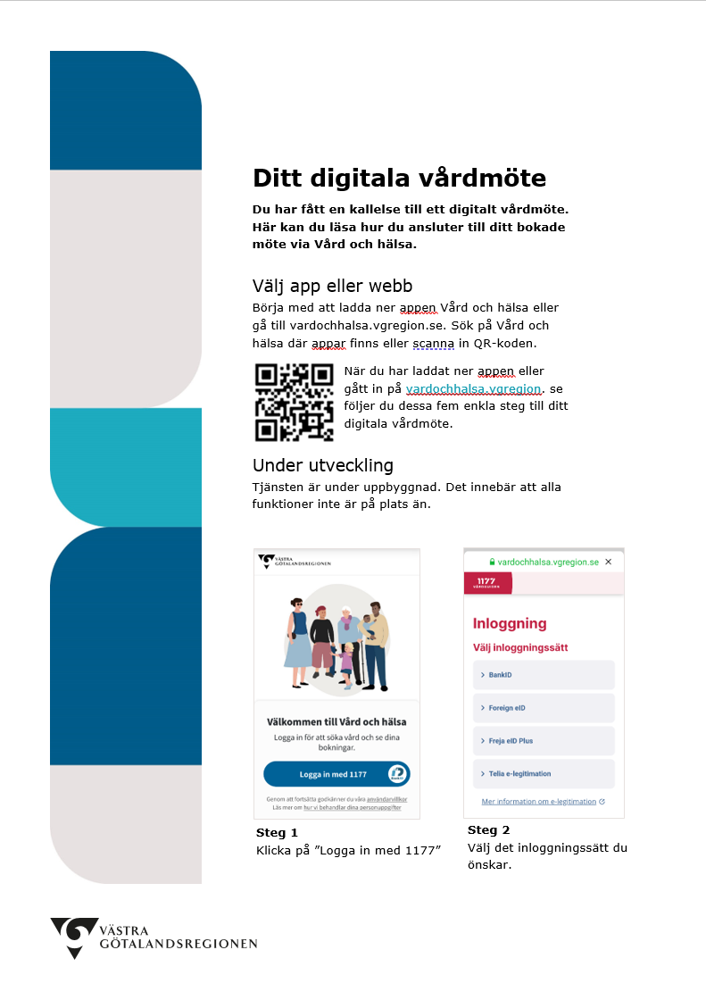 Ditt digitala vårdmöte
Du har fått en kallelse till ett digitalt vårdmöte.
Här kan du läsa hur du ansluter till ditt bokade
möte via Vård och hälsa.
Välj app eller webb
Börja med att ladda ner appen Vård och hälsa eller
gå till vardochhalsa.vgregion.se. Sök på Vård och
hälsa där appar finns eller scanna in QR-koden.
När du har laddat ner appen eller
gått in på vardochhalsa.vgregion. se
följer du dessa fem enkla steg till ditt
digitala vårdmöte.
Under utveckling
Tjänsten är under uppbyggnad. Det innebär att alla
funktioner inte är på plats än.
VÄSTRA
GÖTALANDSREGIONEN
Välkommen till Vård och hälsa
Logga in för att söka vård och se dina
bokningar.
Logga in med 1177
Genom att fortsätta godkänner du våra användarvillkor
Läs mer om hur vi behandlar dina personuppgifter
Steg 1
Klicka på ”Logga in med 1177”
vardochhalsa.vgregion.se
1177
VÅRDGUIDEN
Inloggning
Välj inloggningssätt
BankID
Foreign eID
Freja eID Plus
Telia e-legitimation
Mer information om e-legitimation
Steg 2
Välj det inloggningssätt du
önskar.
VÄSTRA
GÖTALANDSREGIONEN